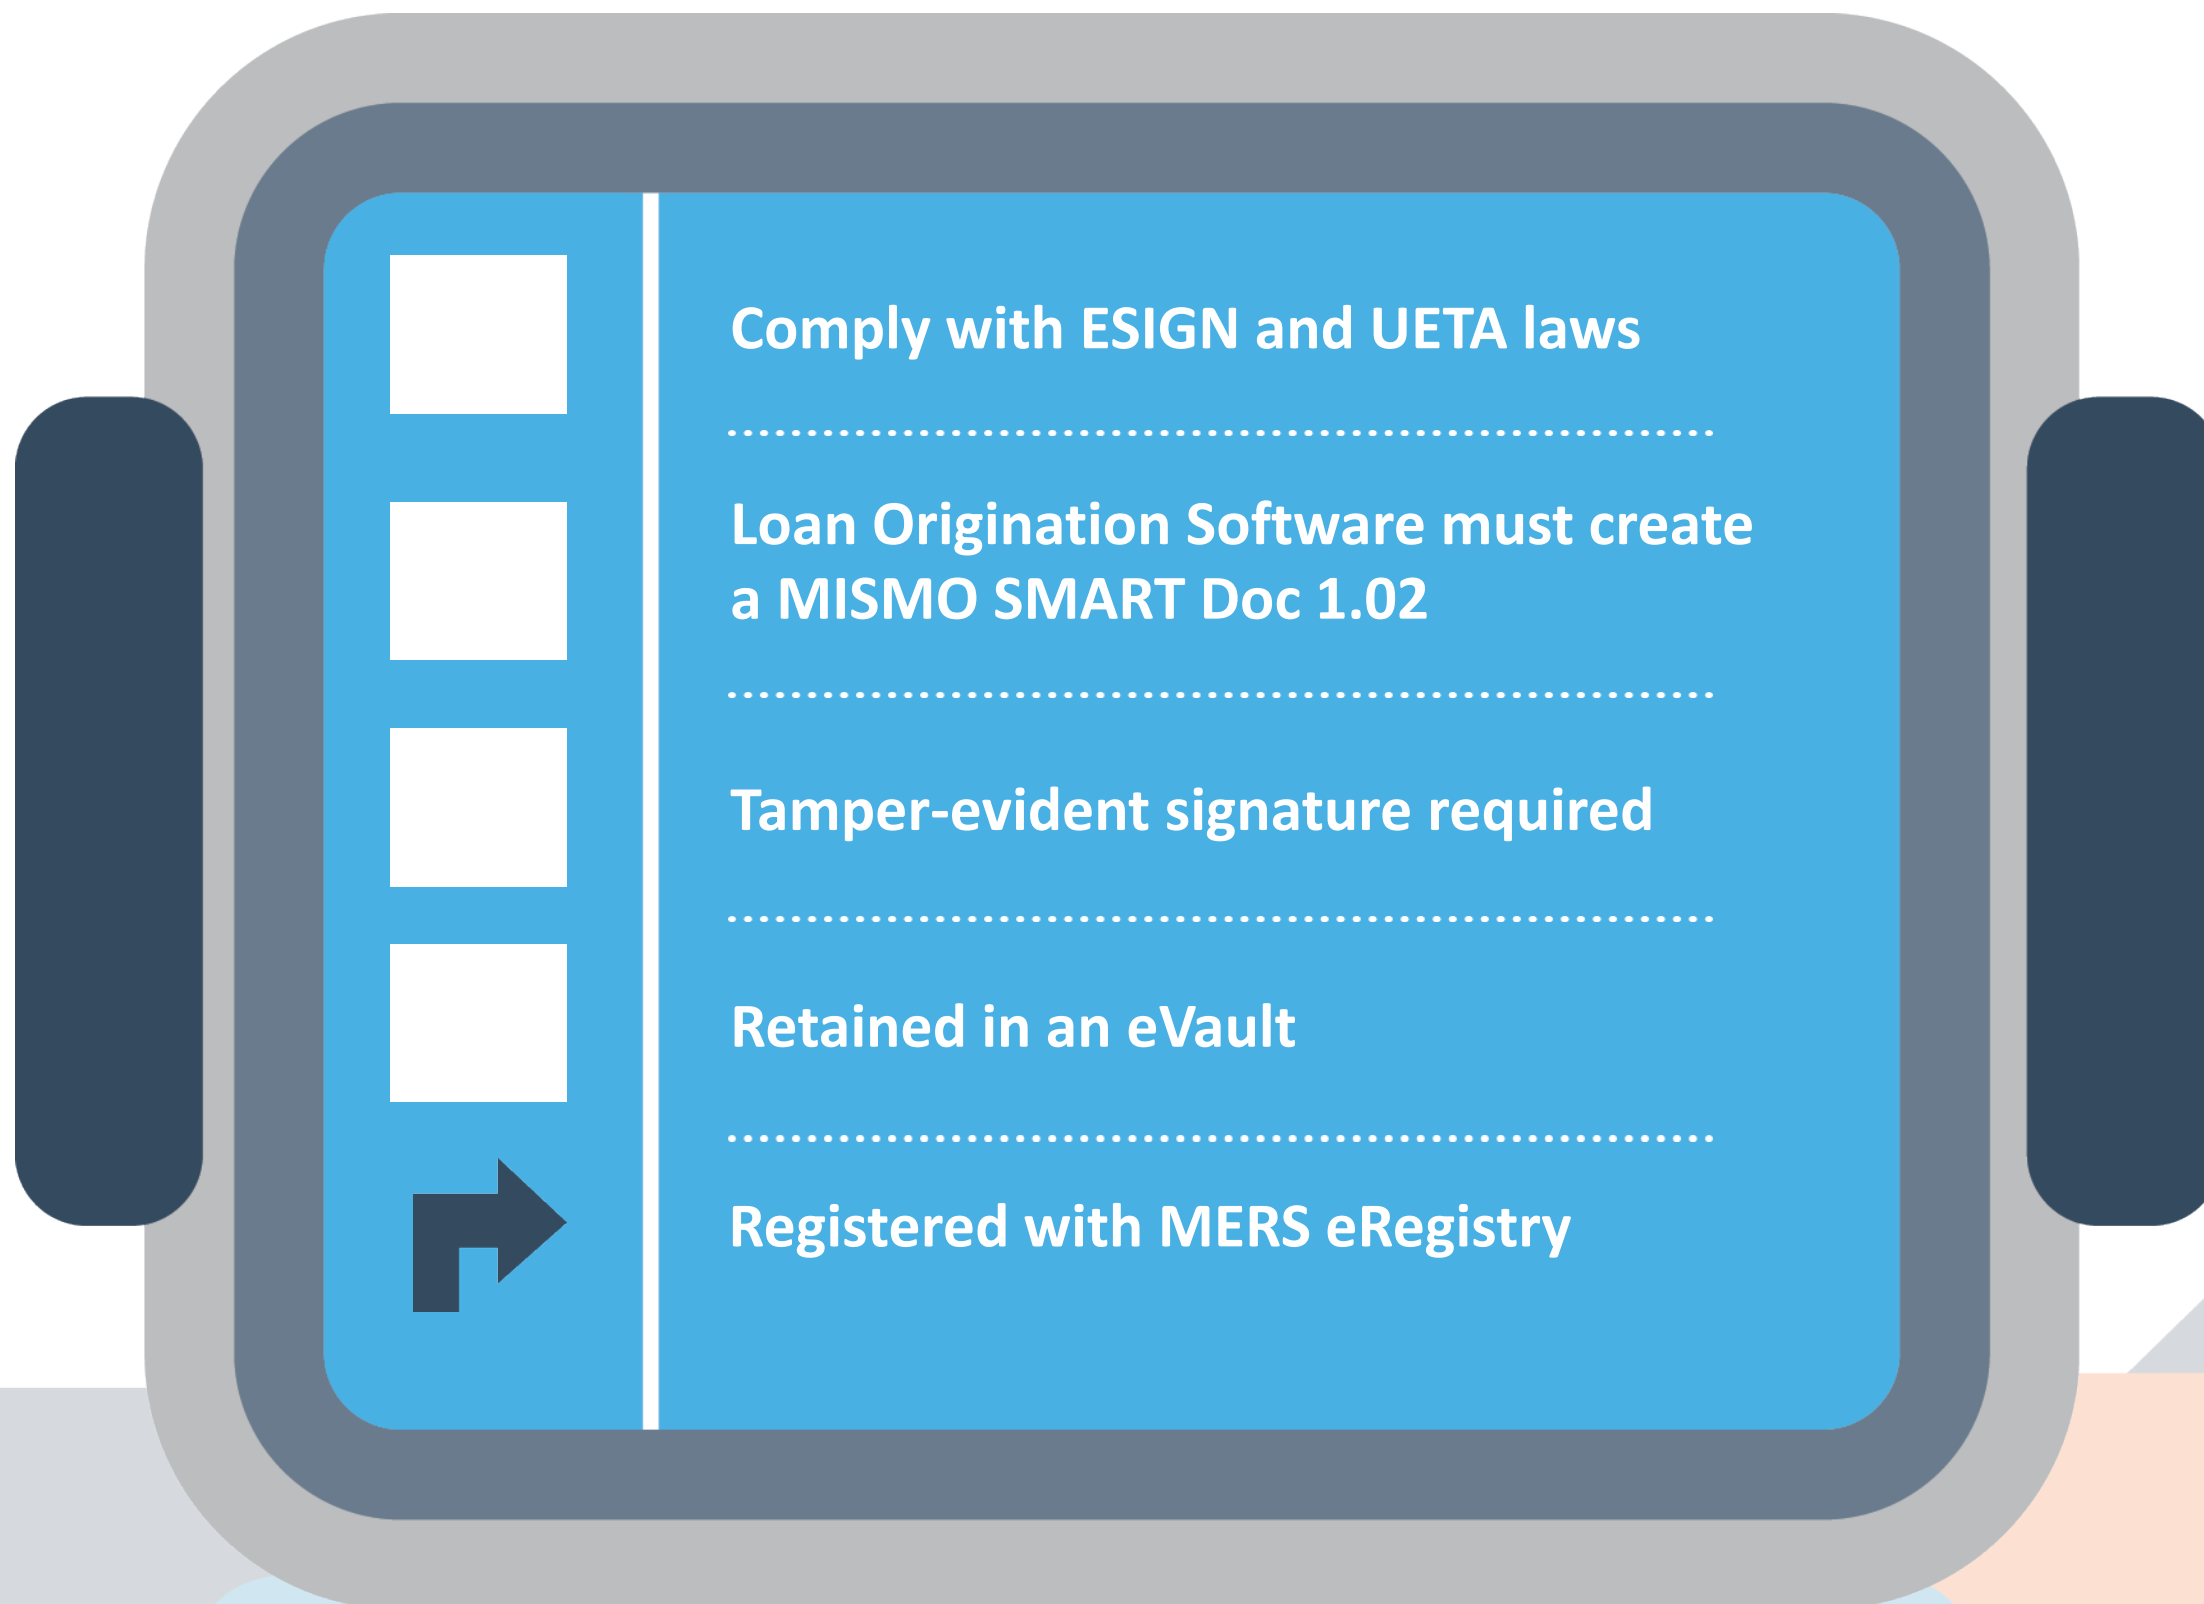 Comply with ESIGN and UETA laws
Loan Origination Software must create
a MISMO SMART Doc 1.02
Tamper-evident signature required
Retained in an eVault
Registered with MERS eRegistry